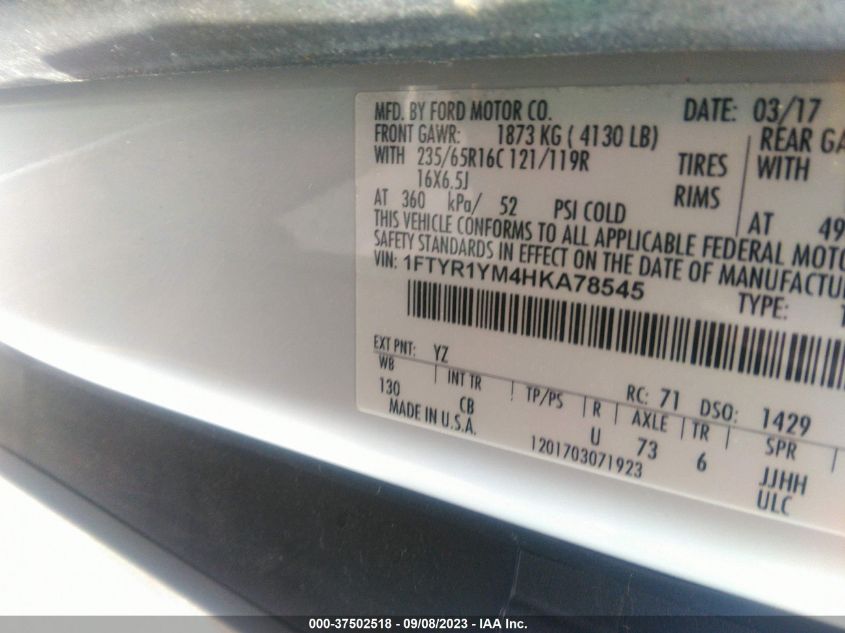 MFD. BY FORD MOTOR CO. DATE: 03/17
FRONT GAWR: 1873 KG ( 4130 LB) REAR GA
WITH 235/65R16C 121/119R TIRES WITH
16X6.5J RIMS
AT 360 kPa/ 52 PSI COLD AT 49
THIS VEHICLE CONFORMS TO ALL APPLICABLE FEDERAL MOTO
SAFETY STANDARDS IN EFFECT ON THE DATE OF MANUFACTU
VIN: 1FTYR1YM4HKA78545 TYPE:
EXT PNT: YZ RC: 71 DSO: 1429
WB INT TR TP/PS R AXLE TR SPR
130 CB U 73 6 JJHH
MADE IN U.S.A. 1201703071923 ULC
000-37502518 - 09/08/2023 - IAA Inc.